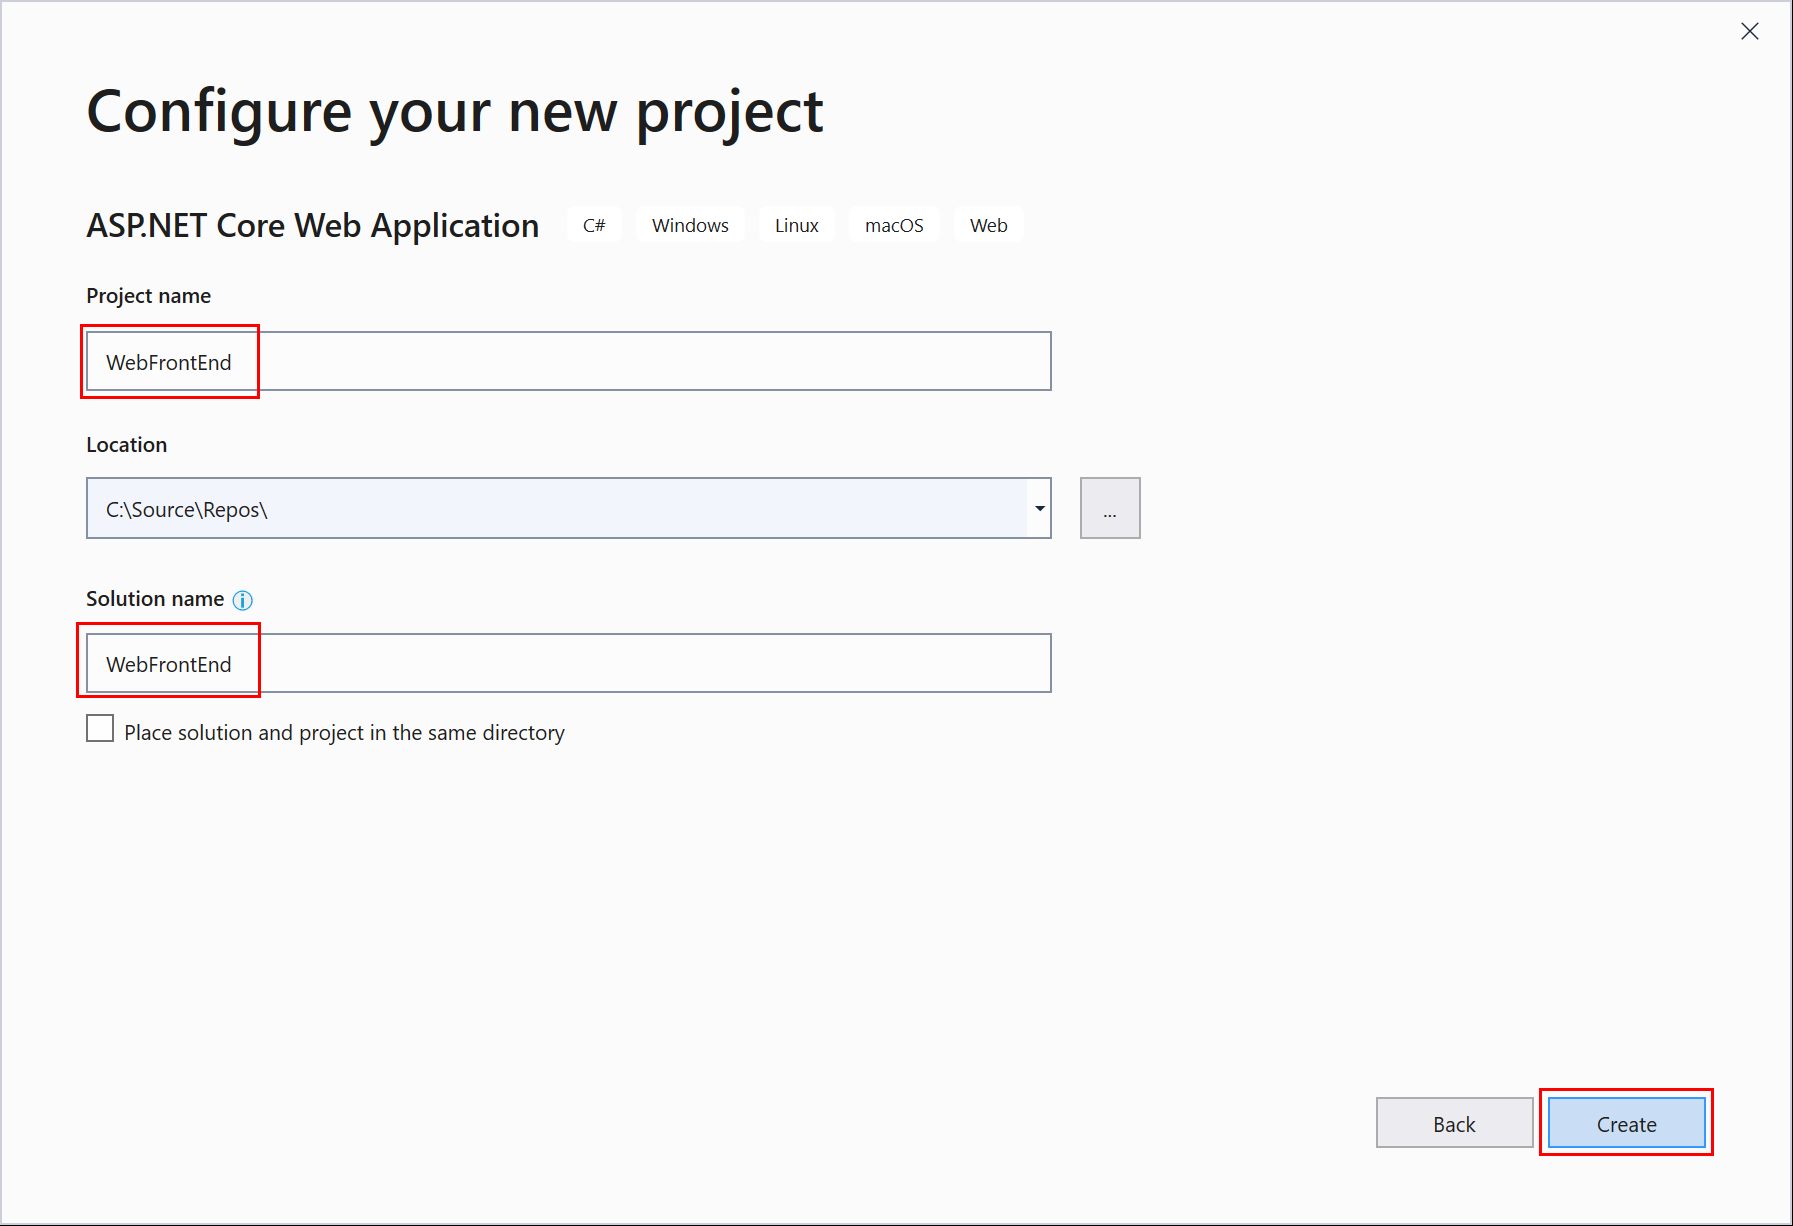 Configure your new project
ASP.NET Core Web Application C# Windows Linux macOS Web
Project name
WebFrontEnd
Location
C:\Source\Repos\
...
Solution name
WebFrontEnd
Place solution and project in the same directory
Back Create